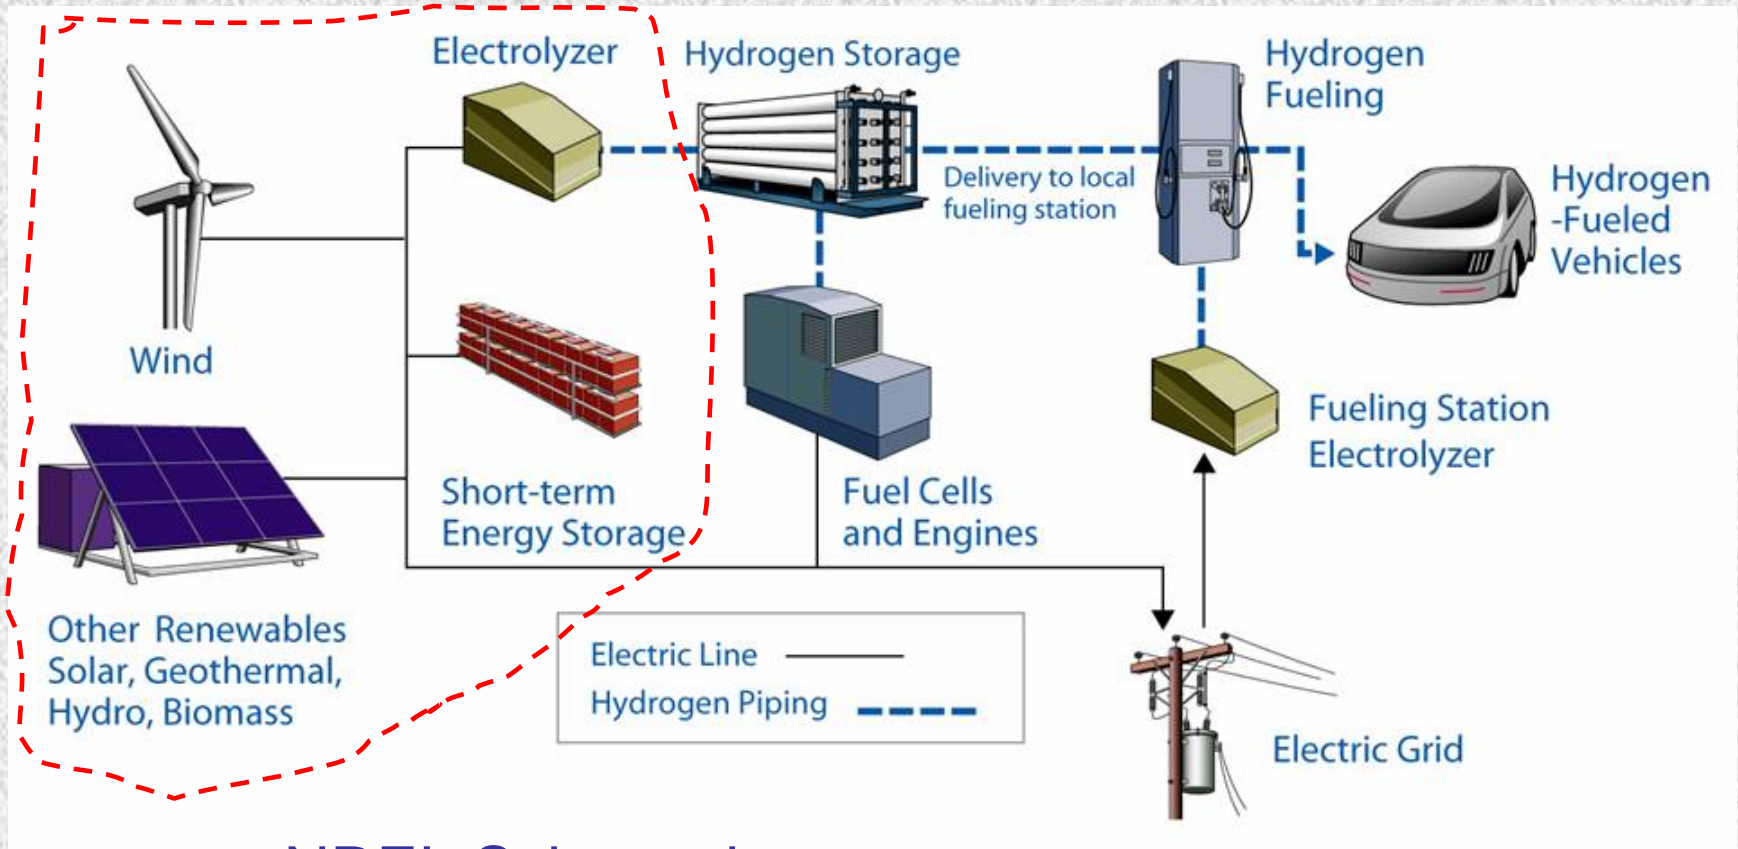 Electrolyzer
Hydrogen Storage
Hydrogen
Fueling
Delivery to local
fueling station
Hydrogen
-Fueled
Vehicles
Wind
Fueling Station
Electrolyzer
Short-term
Energy Storage
Fuel Cells
and Engines
Other Renewables
Solar, Geothermal,
Hydro, Biomass
Electric Line
Hydrogen Piping
Electric Grid